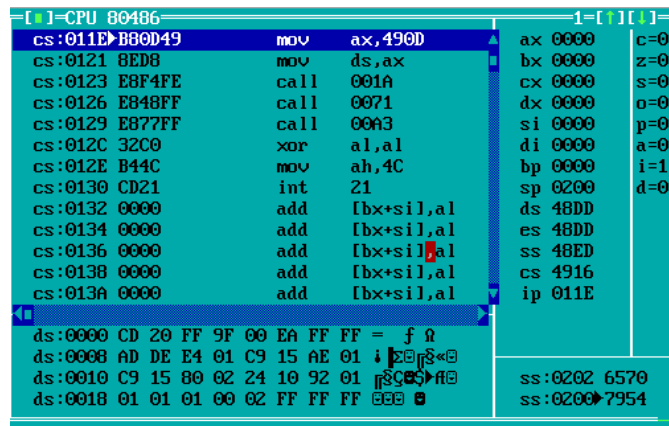 [■]=CPU 80486 1=[↑][↓]
cs:011E►B80D49 mov ax,490D ▲ ax 0000 c=0
cs:0121 8ED8 mov ds,ax bx 0000 z=0
cs:0123 E8F4FE call 001A cx 0000 s=0
cs:0126 E848FF call 0071 dx 0000 o=0
cs:0129 E877FF call 00A3 si 0000 p=0
cs:012C 32C0 xor al,al di 0000 a=0
cs:012E B44C mov ah,4C bp 0000 i=1
cs:0130 CD21 int 21 sp 0200 d=0
cs:0132 0000 add [bx+si],al ds 48DD
cs:0134 0000 add [bx+si],al es 48DD
cs:0136 0000 add [bx+si],al ss 48ED
cs:0138 0000 add [bx+si],al cs 4916
cs:013A 0000 add [bx+si],al ▼ ip 011E
ds:0000 CD 20 FF 9F 00 EA FF FF = ƒ Ω
ds:0008 AD DE E4 01 C9 15 AE 01 ¡▐Σ☺╔§«☺
ds:0010 C9 15 80 02 24 10 92 01 ╔§Ç☻$►Æ☺ ss:0202 6570
ds:0018 01 01 01 00 02 FF FF FF ☺☺☺ ☻ ss:0200►7954